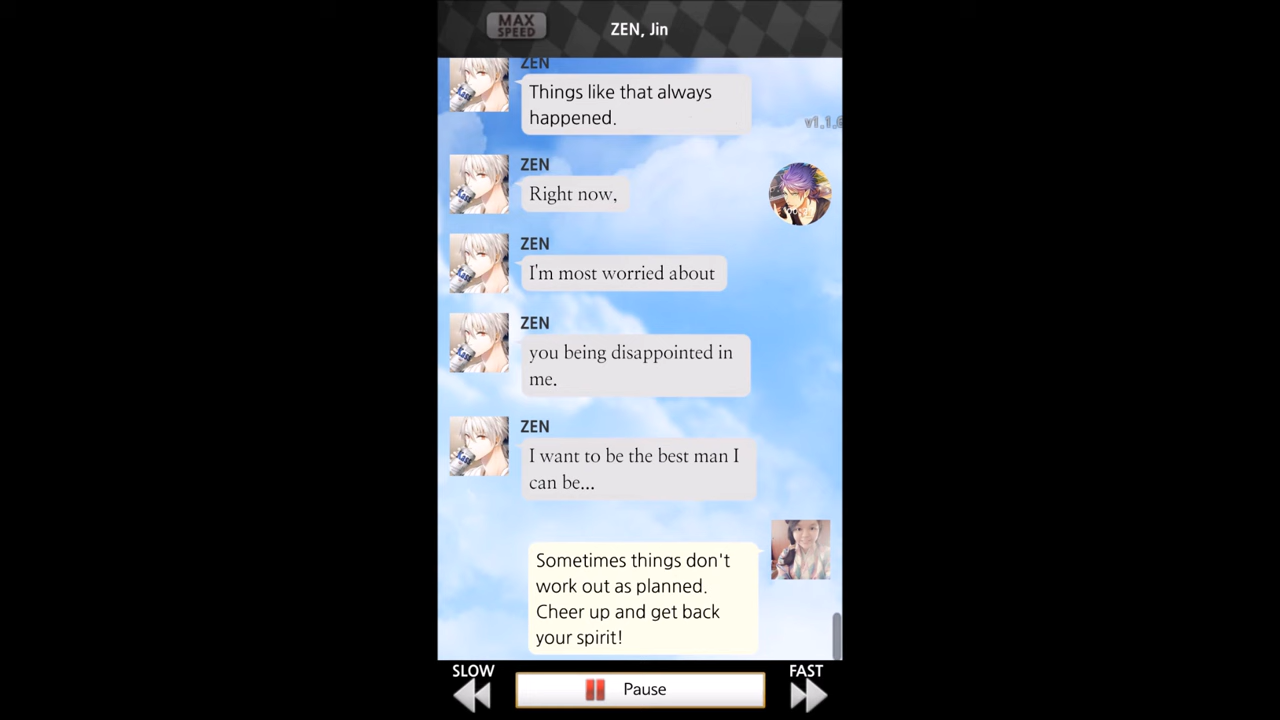 MAX
SPEED
ZEN, Jin
ZEN
Things like that always
happened.
v1.1.6
ZEN
Right now,
ZEN
I'm most worried about
ZEN
you being disappointed in
me.
ZEN
I want to be the best man I
can be...
Sometimes things don't
work out as planned.
Cheer up and get back
your spirit!
SLOW
Pause
FAST